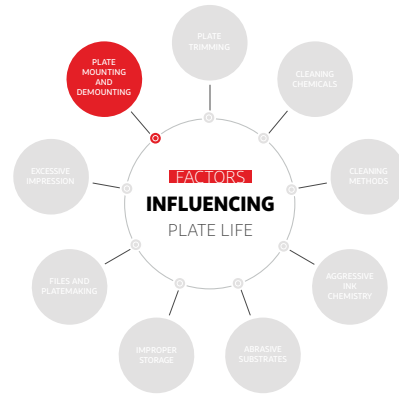 PLATE
TRIMMING
PLATE
MOUNTING
AND
DEMOUNTING
CLEANING
CHEMICALS
EXCESSIVE
IMPRESSION
FACTORS
INFLUENCING
PLATE LIFE
CLEANING
METHODS
FILES AND
PLATEMAKING
AGGRESSIVE
INK
CHEMISTRY
IMPROPER
STORAGE
ABRASIVE
SUBSTRATES